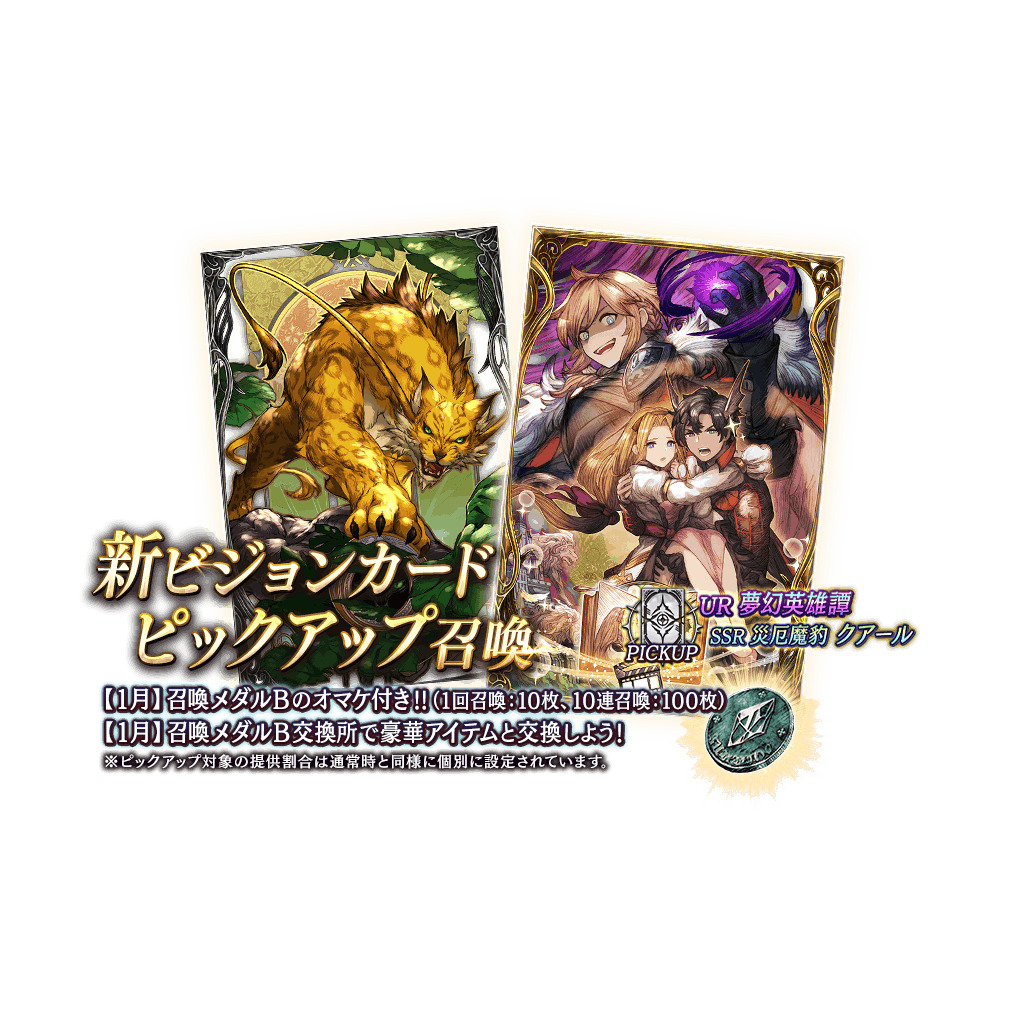 新ビジョンカード
ピックアップ召喚
PICKUP
UR 夢幻英雄譚
SSR 災厄魔豹 クアール
【1月】召喚メダルBのオマケ付き!!(1回召喚:10枚、10連召喚:100枚)
【1月】召喚メダルB交換所で豪華アイテムと交換しよう!
※ピックアップ対象の提供割合は通常時と同様に個別に設定されています。